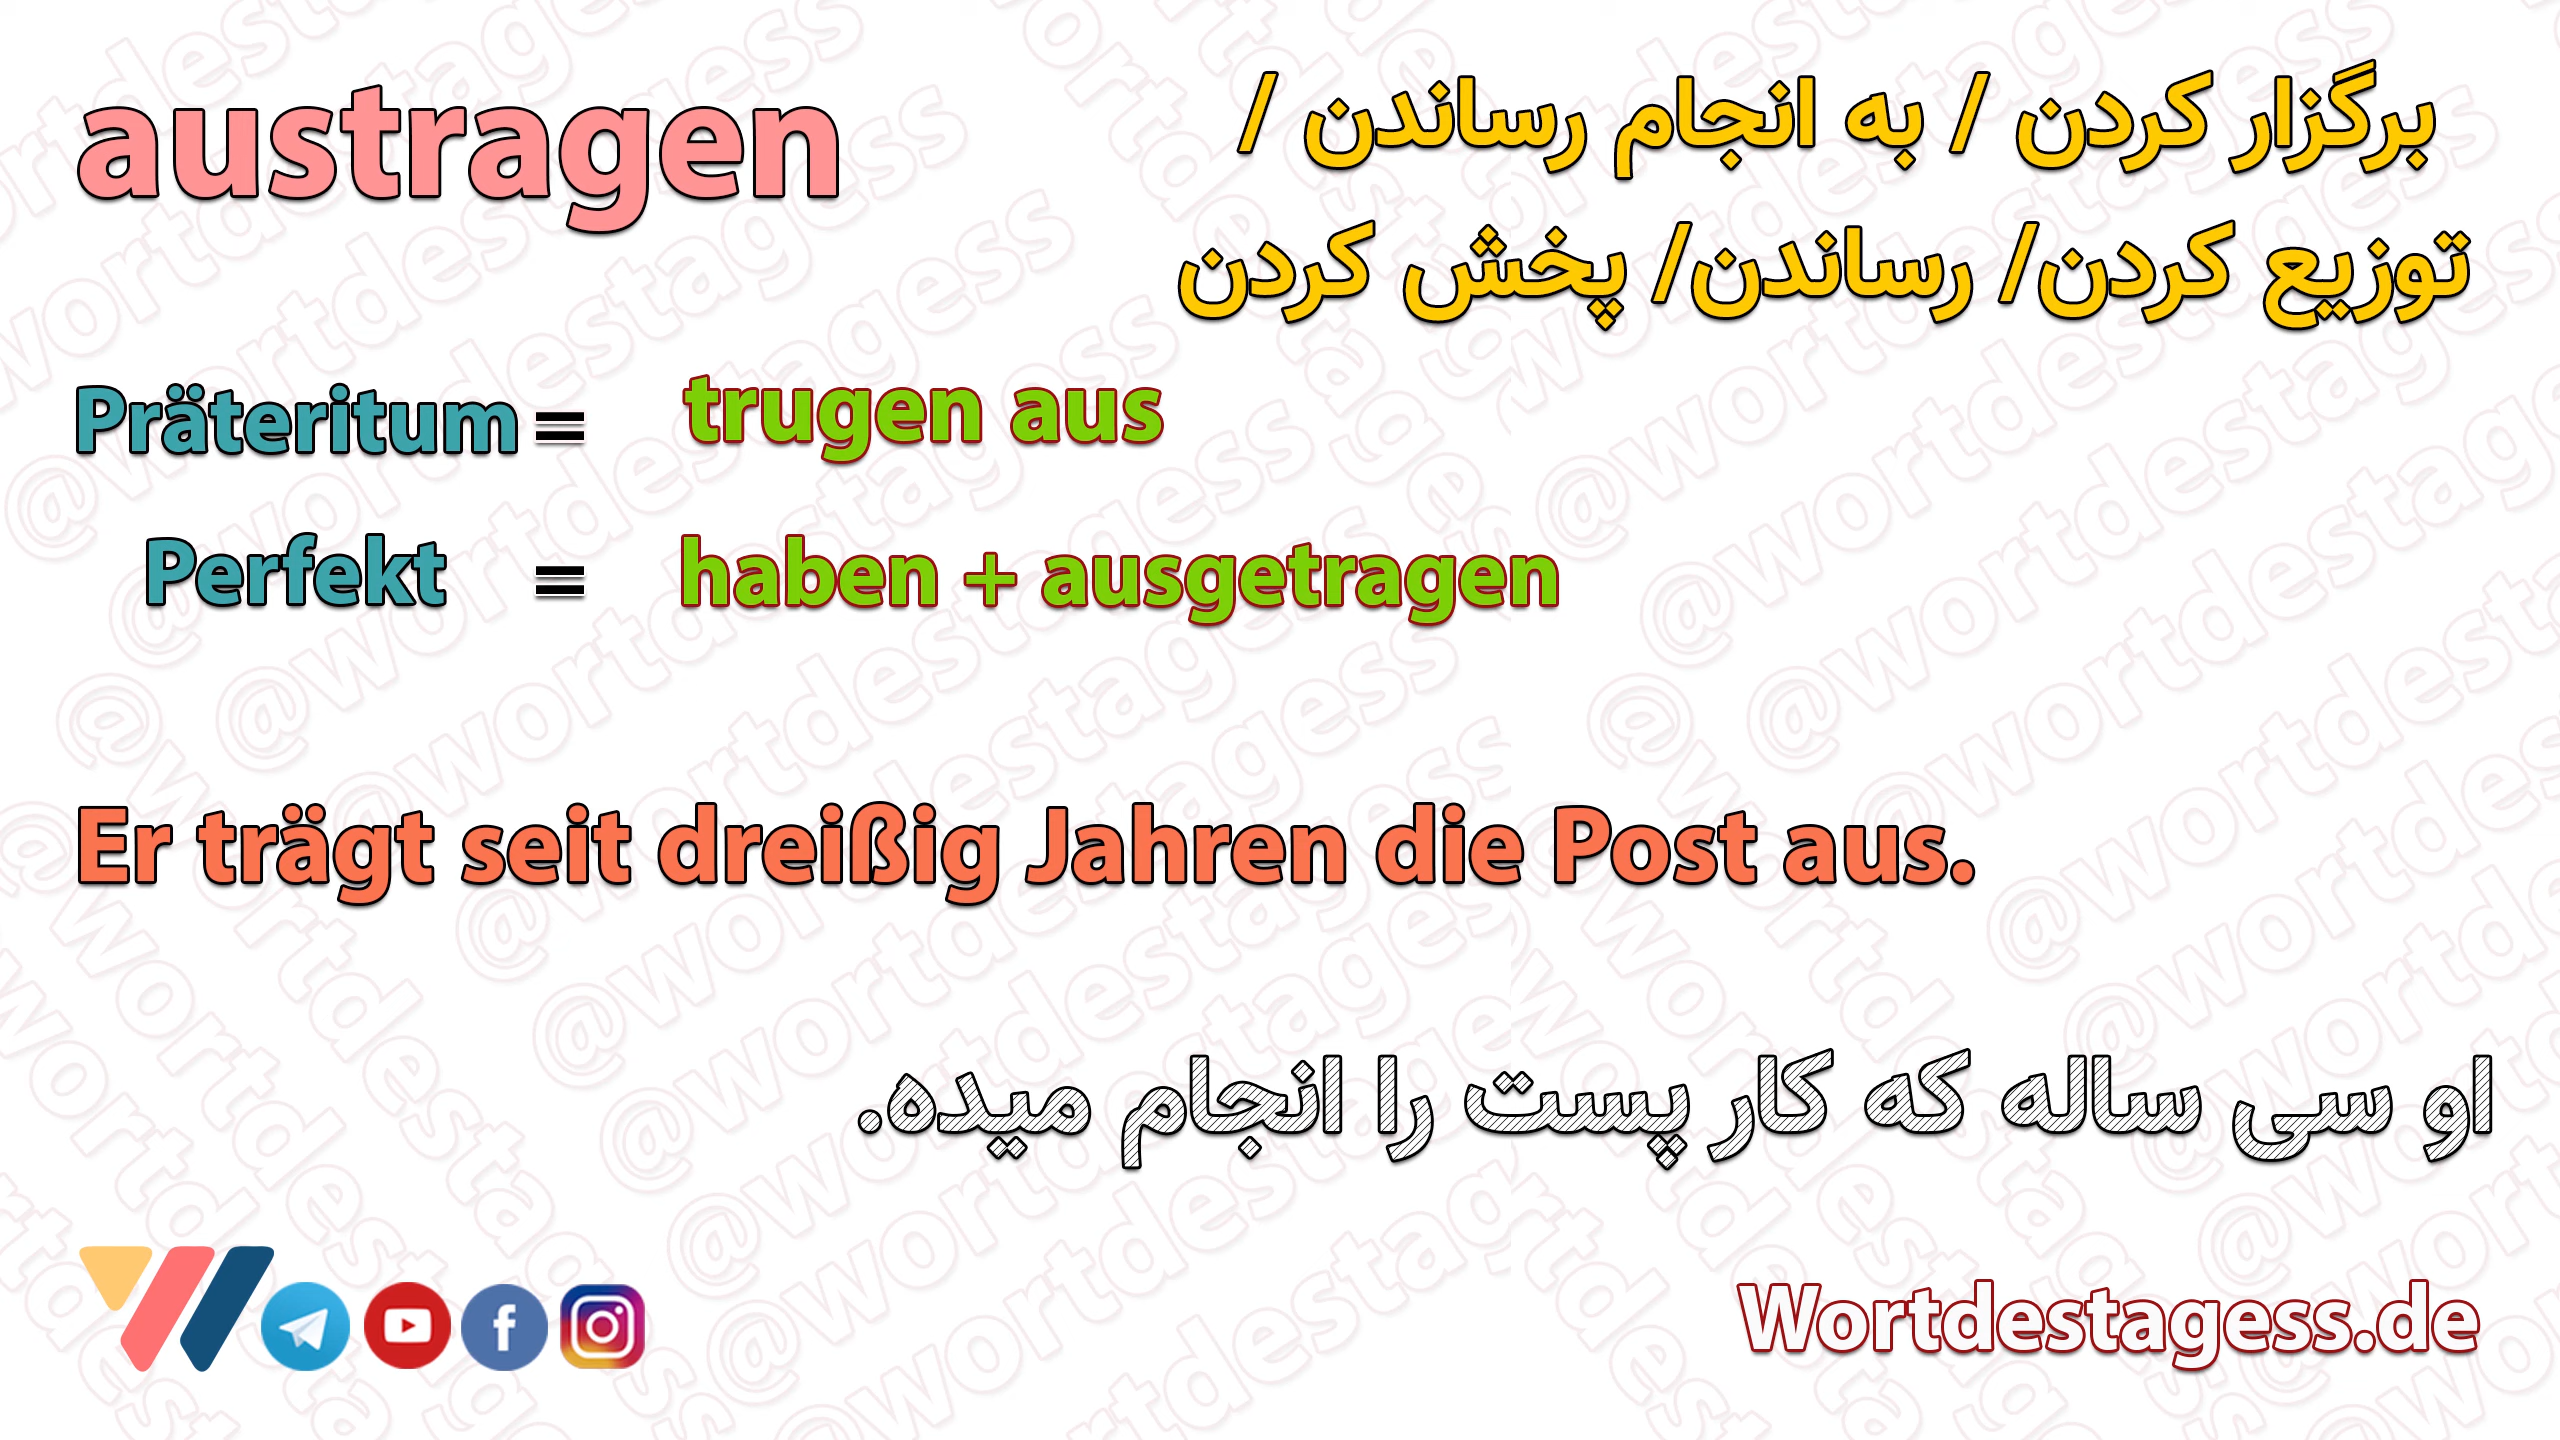 austragen
برگزار کردن / به انجام رساندن /
توزیع کردن/ رساندن/ پخش کردن
Präteritum = trugen aus
Perfekt = haben + ausgetragen
Er trägt seit dreißig Jahren die Post aus.
او سی ساله که کار پست را انجام میده.
Wortdestagess.de
@wortdestagess